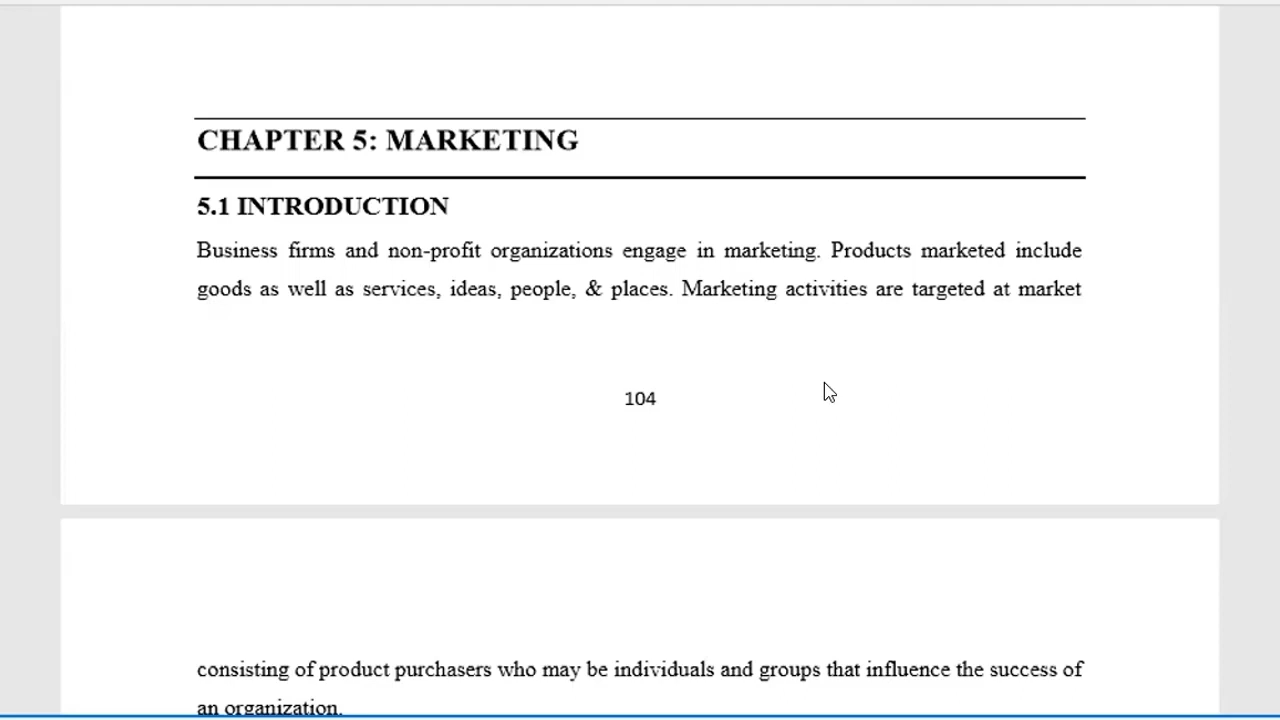 CHAPTER 5: MARKETING
5.1 INTRODUCTION
Business firms and non-profit organizations engage in marketing. Products marketed include
goods as well as services, ideas, people, & places. Marketing activities are targeted at market
104
consisting of product purchasers who may be individuals and groups that influence the success of
an organization.